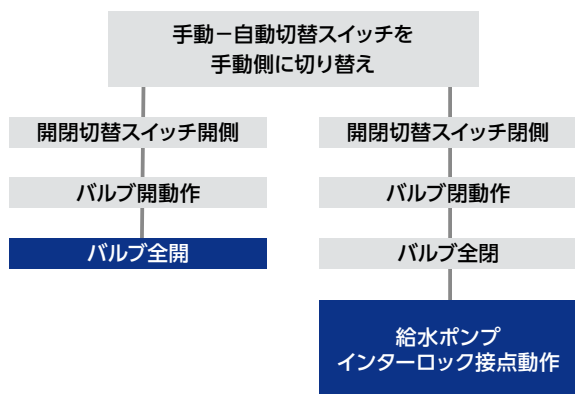 手動－自動切替スイッチを
手動側に切り替え
開閉切替スイッチ開側
開閉切替スイッチ閉側
バルブ開動作
バルブ閉動作
バルブ全開
バルブ全閉
給水ポンプ
インターロック接点動作